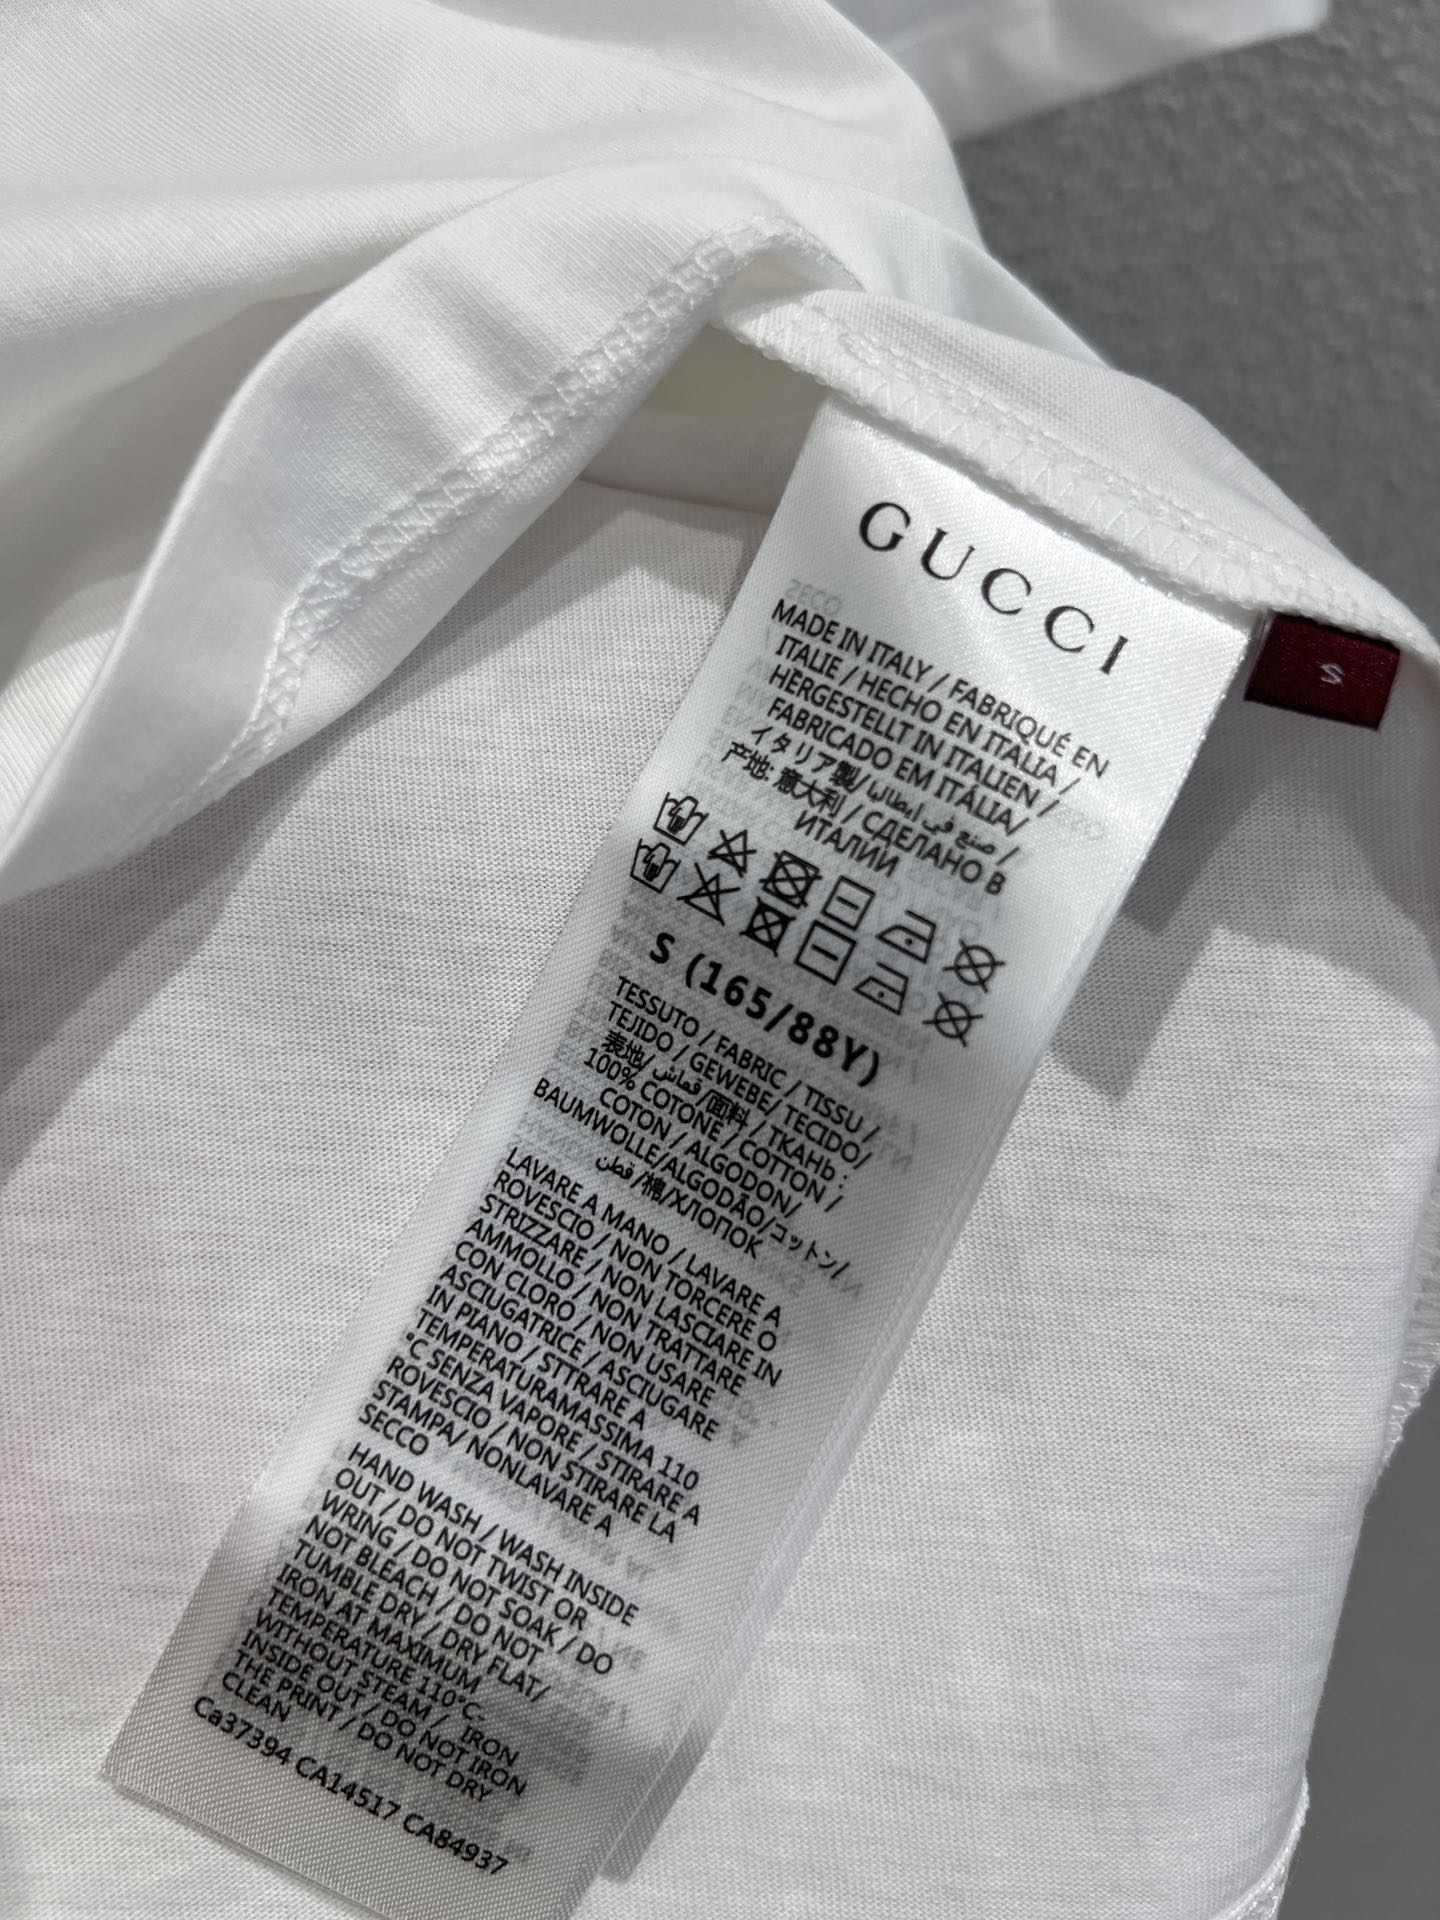 GUCCI
S
MADE IN ITALY / FABRIQUÉ EN
ITALIE / HECHO EN ITALIA /
HERGESTELLT IN ITALIEN /
FABRICADO EM ITÁLIA/
イタリア製/صنع في ايطاليا /
产地: 意大利 / СДЕЛАНО В
ИТАЛИИ
S (165/88Y)
TESSUTO / FABRIC / TISSU /
TEJIDO / GEWEBE/ TECIDO/
表地/ قماش/面料 / ТКАНЬ :
100% COTONE / COTTON /
COTON / ALGODON/
BAUMWOLLE/ALGODÃO/コットン/
قطن /棉/ХЛОПОК
LAVARE A MANO / LAVARE A
ROVESCIO / NON TORCERE O
STRIZZARE / NON LASCIARE IN
AMMOLLO / NON TRATTARE
CON CLORO / NON USARE
ASCIUGATRICE / ASCIUGARE
IN PIANO / STTRARE A
TEMPERATURAMASSIMA 110
°C SENZA VAPORE / STIRARE A
ROVESCIO / NON STIRARE LA
STAMPA/ NONLAVARE A
SECCO
HAND WASH / WASH INSIDE
OUT / DO NOT TWIST OR
WRING / DO NOT SOAK / DO
NOT BLEACH / DO NOT
TUMBLE DRY / DRY FLAT/
IRON AT MAXIMUM
TEMPERATURE 110°C-
WITHOUT STEAM / IRON
INSIDE OUT / DO NOT IRON
THE PRINT / DO NOT DRY
CLEAN
Ca37394 CA14517 CA84937